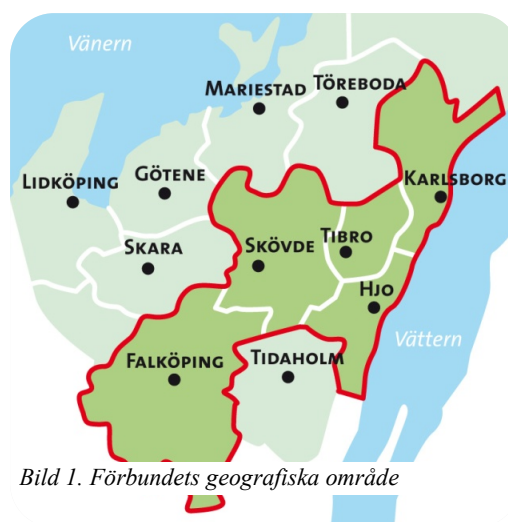 Vänern
MARIESTAD
TÖREBODA
LIDKÖPING
GÖTENE
KARLSBORG
SKARA
SKÖVDE
TIBRO
HJO
Vättern
FALKÖPING
TIDAHOLM
Bild 1. Förbundets geografiska område